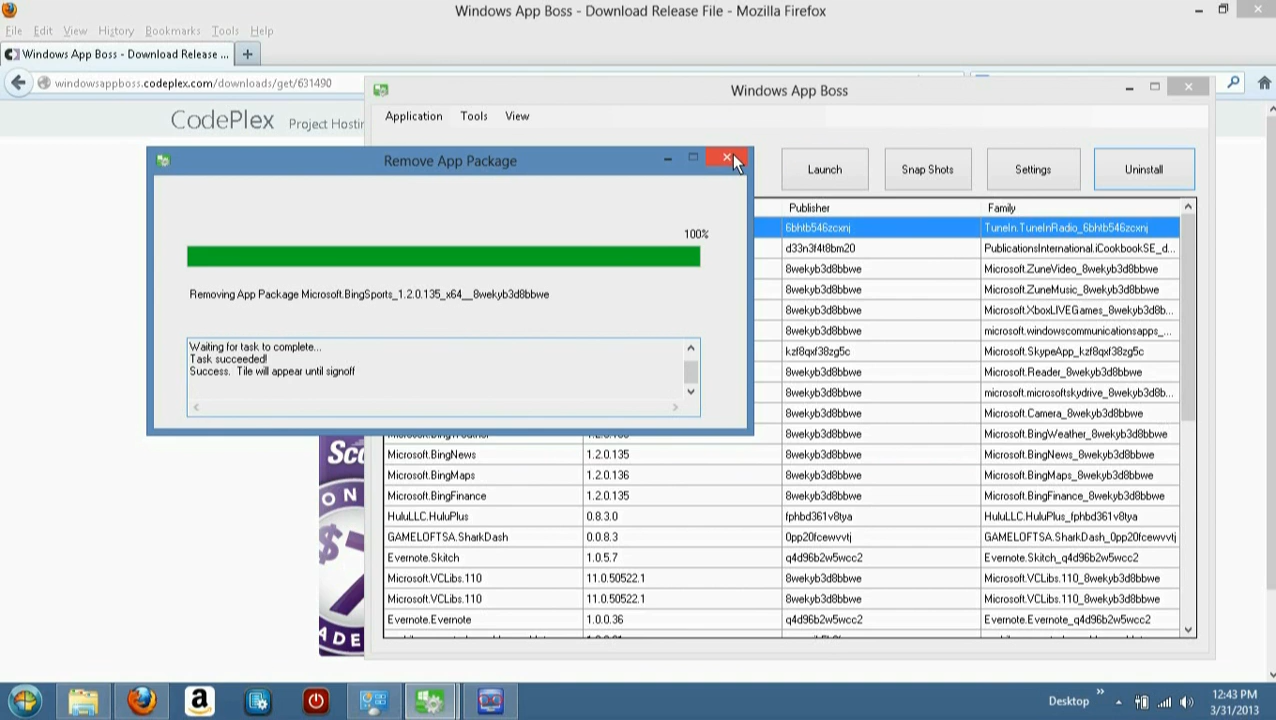 Windows App Boss - Download Release File - Mozilla Firefox
File Edit View History Bookmarks Tools Help
Windows App Boss - Download Release ...
windowsappboss.codeplex.com/downloads/get/631490
CodePlex Project Hostin
Windows App Boss
Application Tools View
Launch Snap Shots Settings Uninstall
Remove App Package
100%
Removing App Package Microsoft.BingSports_1.2.0.135_x64__8wekyb3d8bbwe
Waiting for task to complete...
Task succeeded!
Success. Tile will appear until signoff
Publisher Family
6bhtb546zcxnj TuneIn.TuneInRadio_6bhtb546zcxnj
d33n3f4t8bm20 PublicationsInternational.iCookbookSE_d...
8wekyb3d8bbwe Microsoft.ZuneVideo_8wekyb3d8bbwe
8wekyb3d8bbwe Microsoft.ZuneMusic_8wekyb3d8bbwe
8wekyb3d8bbwe Microsoft.XboxLIVEGames_8wekyb3d8b...
8wekyb3d8bbwe microsoft.windowscommunicationsapps_...
kzf8qxf38zg5c Microsoft.SkypeApp_kzf8qxf38zg5c
8wekyb3d8bbwe Microsoft.Reader_8wekyb3d8bbwe
8wekyb3d8bbwe microsoft.microsoftskydrive_8wekyb3d8bbw...
8wekyb3d8bbwe Microsoft.Camera_8wekyb3d8bbwe
8wekyb3d8bbwe Microsoft.BingWeather_8wekyb3d8bbwe
Microsoft.BingNews 1.2.0.135 8wekyb3d8bbwe Microsoft.BingNews_8wekyb3d8bbwe
Microsoft.BingMaps 1.2.0.136 8wekyb3d8bbwe Microsoft.BingMaps_8wekyb3d8bbwe
Microsoft.BingFinance 1.2.0.135 8wekyb3d8bbwe Microsoft.BingFinance_8wekyb3d8bbwe
HuluLLC.HuluPlus 0.8.3.0 fphbd361v8tya HuluLLC.HuluPlus_fphbd361v8tya
GAMELOFTSA.SharkDash 0.0.8.3 0pp20fcewvvtj GAMELOFTSA.SharkDash_0pp20fcewvvtj
Evernote.Skitch 1.0.5.7 q4d96b2w5wcc2 Evernote.Skitch_q4d96b2w5wcc2
Microsoft.VCLibs.110 11.0.50522.1 8wekyb3d8bbwe Microsoft.VCLibs.110_8wekyb3d8bbwe
Microsoft.VCLibs.110 11.0.50522.1 8wekyb3d8bbwe Microsoft.VCLibs.110_8wekyb3d8bbwe
Evernote.Evernote 1.0.0.36 q4d96b2w5wcc2 Evernote.Evernote_q4d96b2w5wcc2
Sco
ON
$7
ADE
Desktop
12:43 PM
3/31/2013